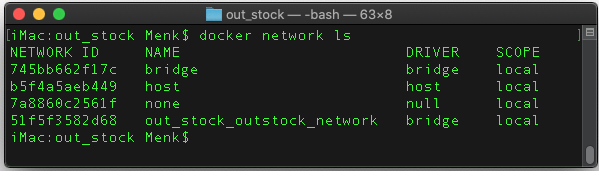 out_stock — -bash — 63×8
[iMac:out_stock Menk$ docker network ls ]
NETWORK ID NAME DRIVER SCOPE
745bb662f17c bridge bridge local
b5f4a5aeb449 host host local
7a8860c2561f none null local
51f5f3582d68 out_stock_outstock_network bridge local
iMac:out_stock Menk$